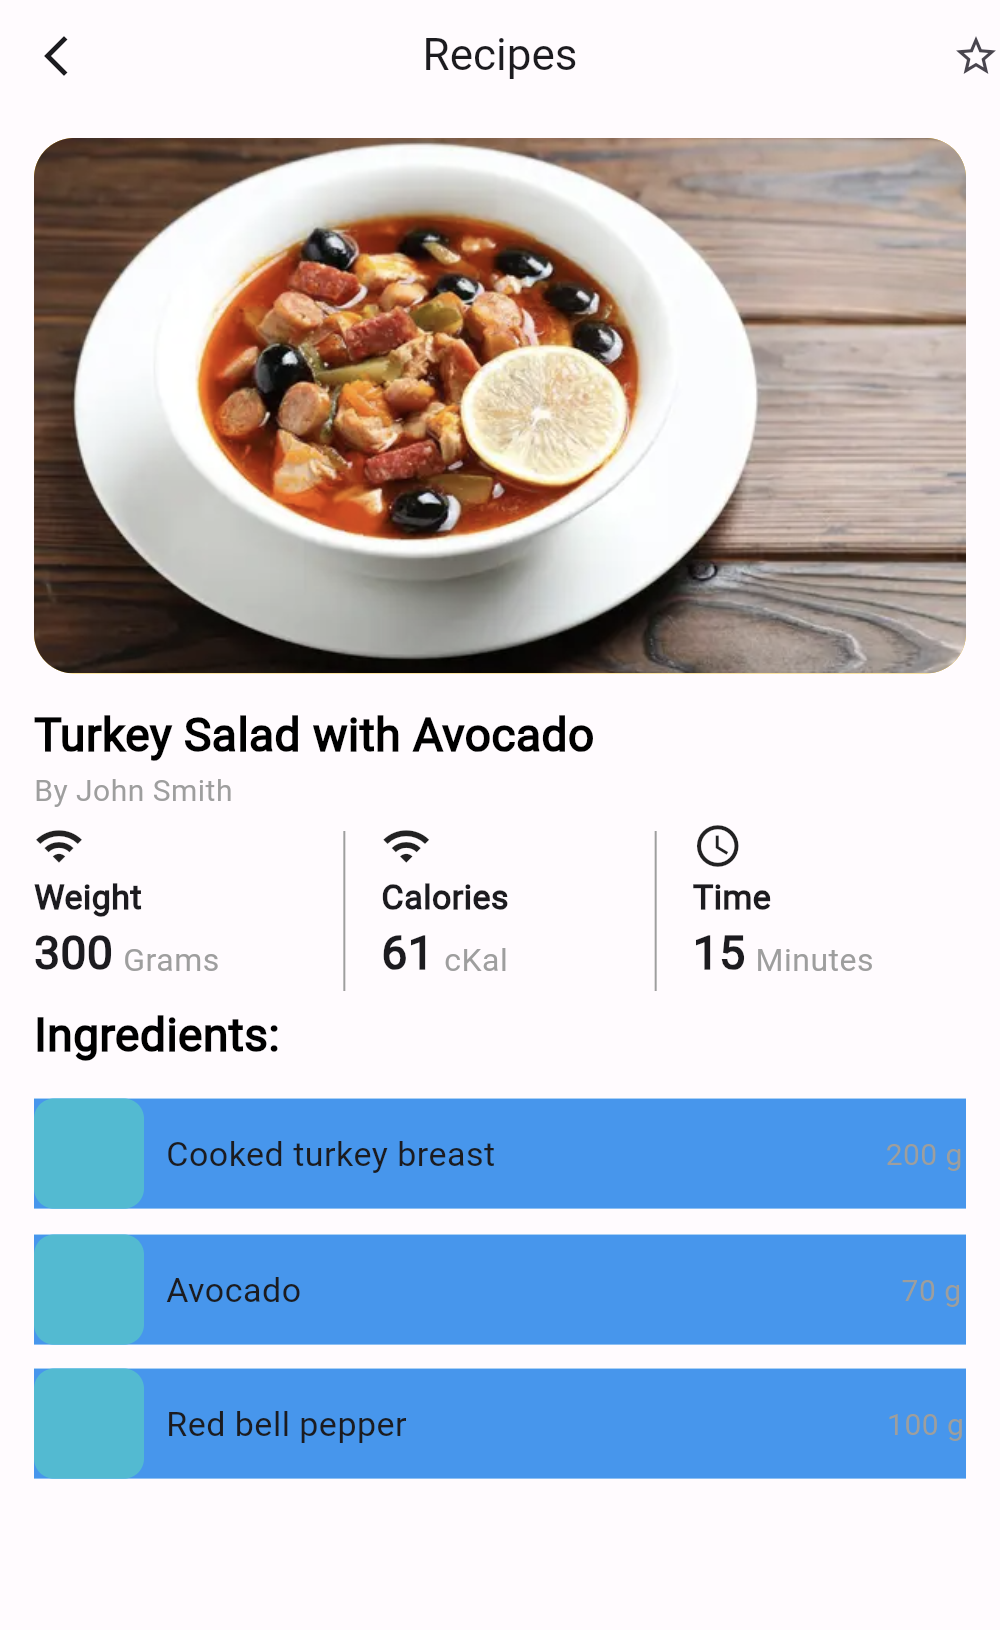 Recipes
Turkey Salad with Avocado
By John Smith
Weight Calories Time
300 Grams 61 cKal 15 Minutes
Ingredients:
Cooked turkey breast 200 g
Avocado 70 g
Red bell pepper 100 g